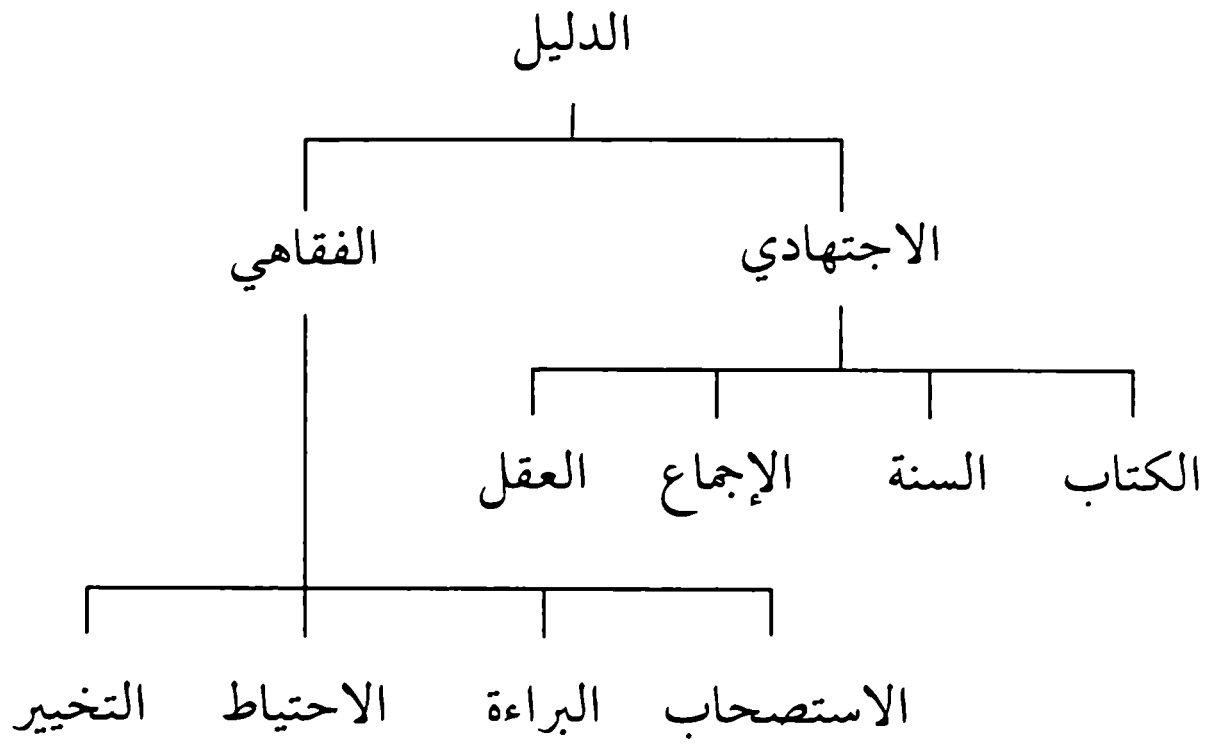 الدليل
الاجتهادي الفقاهي
الكتاب السنة الإجماع العقل
الاستصحاب البراءة الاحتياط التخيير